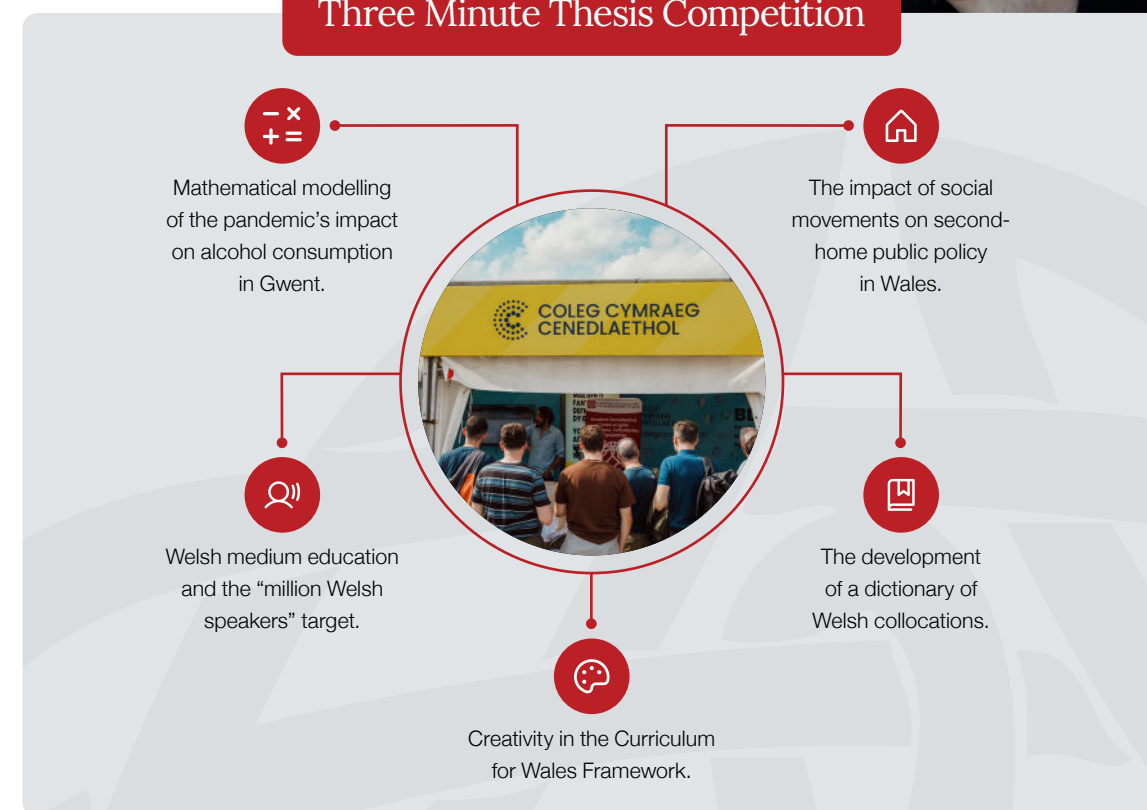 Three Minute Thesis Competition
Mathematical modelling
of the pandemic's impact
on alcohol consumption
in Gwent.
The impact of social
movements on second-
home public policy
in Wales.
COLEG CYMRAEG
CENEDLAETHOL
Welsh medium education
and the “million Welsh
speakers” target.
The development
of a dictionary of
Welsh collocations.
Creativity in the Curriculum
for Wales Framework.